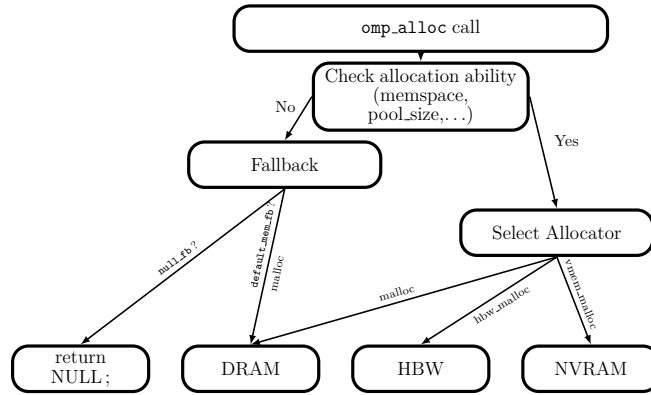 omp_alloc call
Check allocation ability
(memspace,
pool_size,...)
No
Yes
Fallback
Select Allocator
null_fb?
default_mem_fb?
malloc
malloc
hbw_malloc
vmem_malloc
return
NULL;
DRAM
HBW
NVRAM